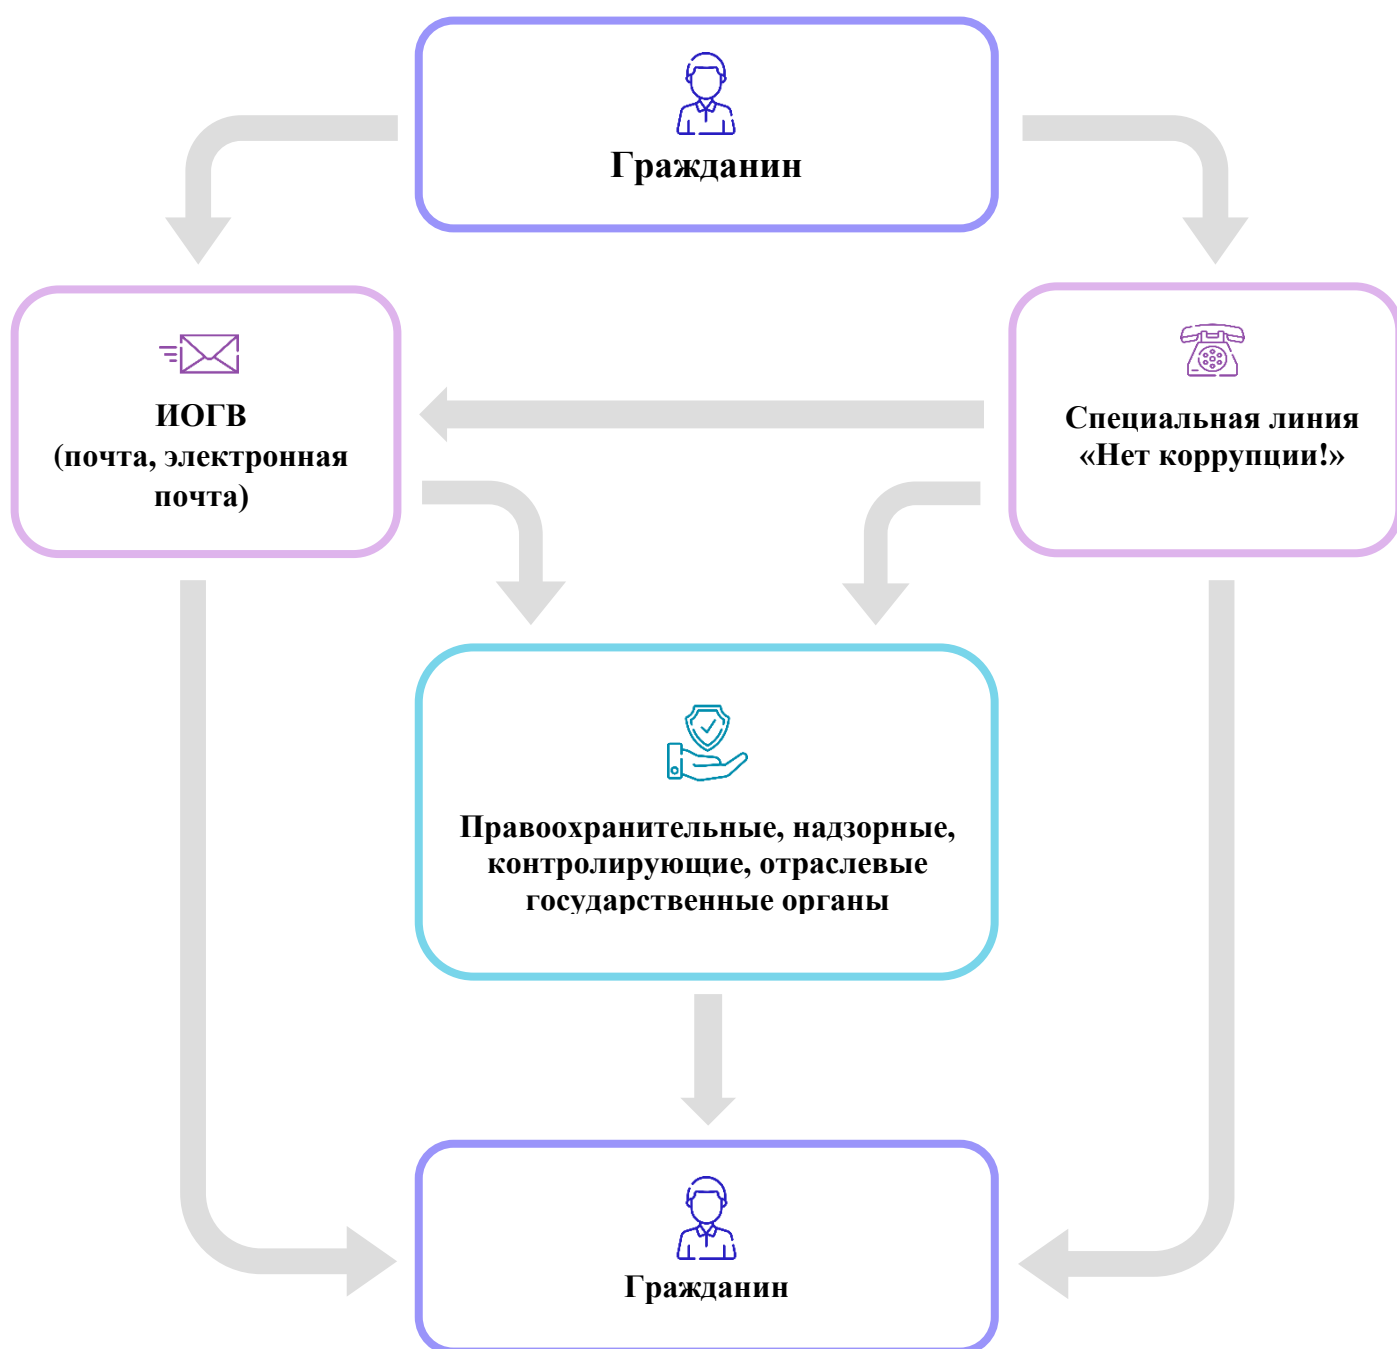 Гражданин
ИОГВ
(почта, электронная
почта)
Специальная линия
«Нет коррупции!»
Правоохранительные, надзорные,
контролирующие, отраслевые
государственные органы
Гражданин